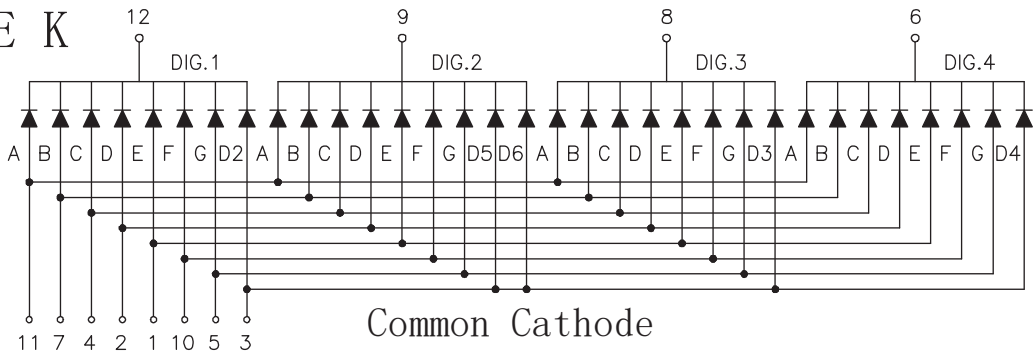 E K
12 9 8 6
DIG.1 DIG.2 DIG.3 DIG.4
A B C D E F G D2 A B C D E F G D5 D6 A B C D E F G D3 A B C D E F G D4
11 7 4 2 1 10 5 3
Common Cathode